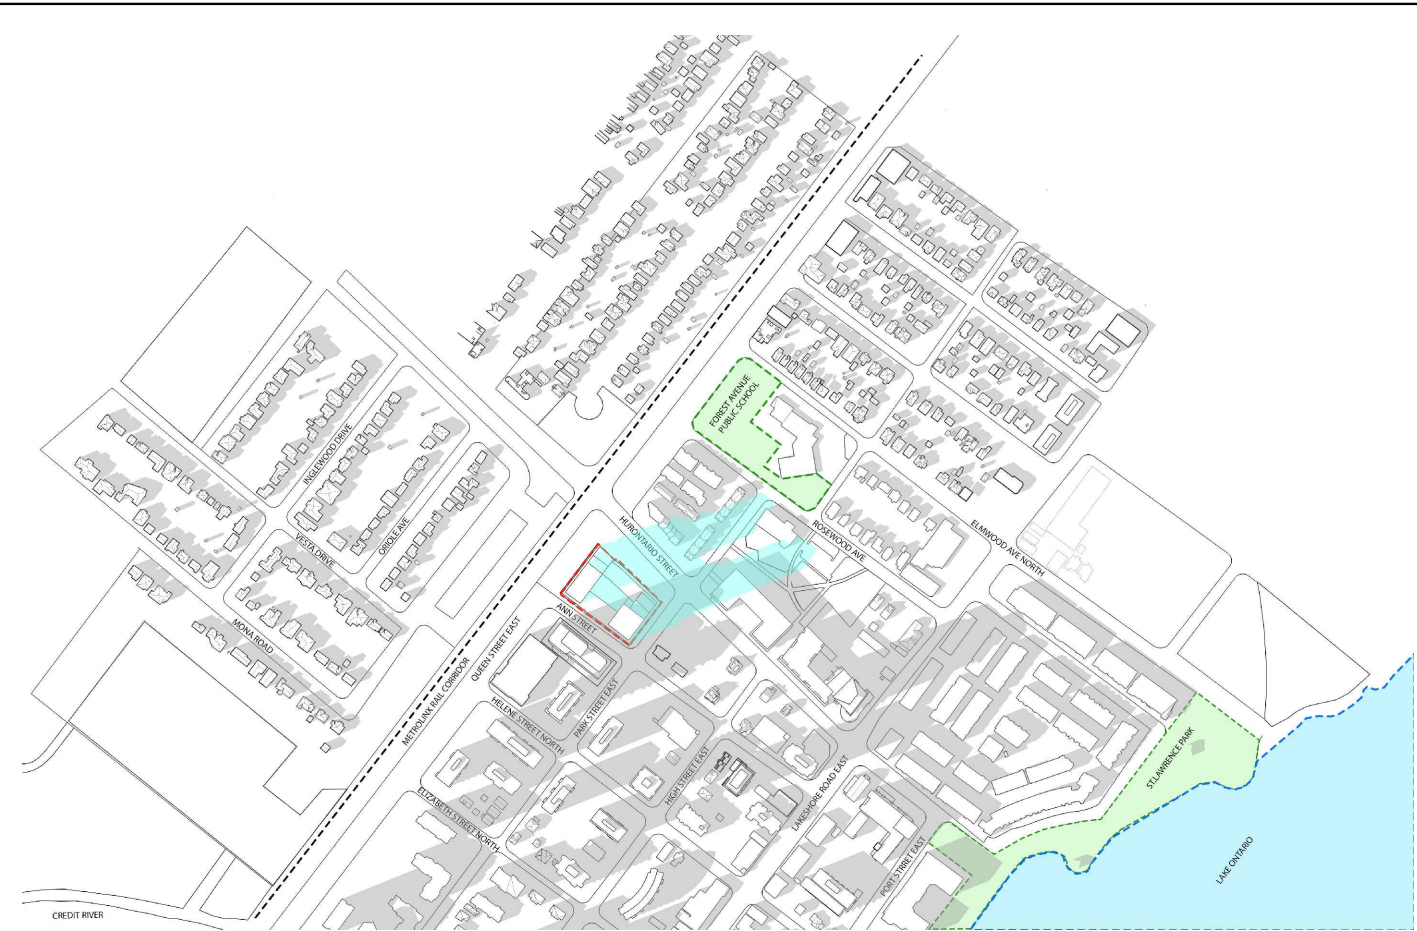 FOREST AVENUE
PUBLIC SCHOOL
INGLEWOOD DRIVE
ORIOLE AVE
VESTA DRIVE
MONA ROAD
HURONTARIO STREET
ROSEWOOD AVE
ELMWOOD AVE NORTH
ANN STREET
QUEEN STREET EAST
METROLINX RAIL CORRIDOR
HELENE STREET NORTH
PARK STREET EAST
ELIZABETH STREET NORTH
HIGH STREET EAST
LAKESHORE ROAD EAST
PORT STRRET EAST
ST.LAWRENCE PARK
LAKE ONTARIO
CREDIT RIVER